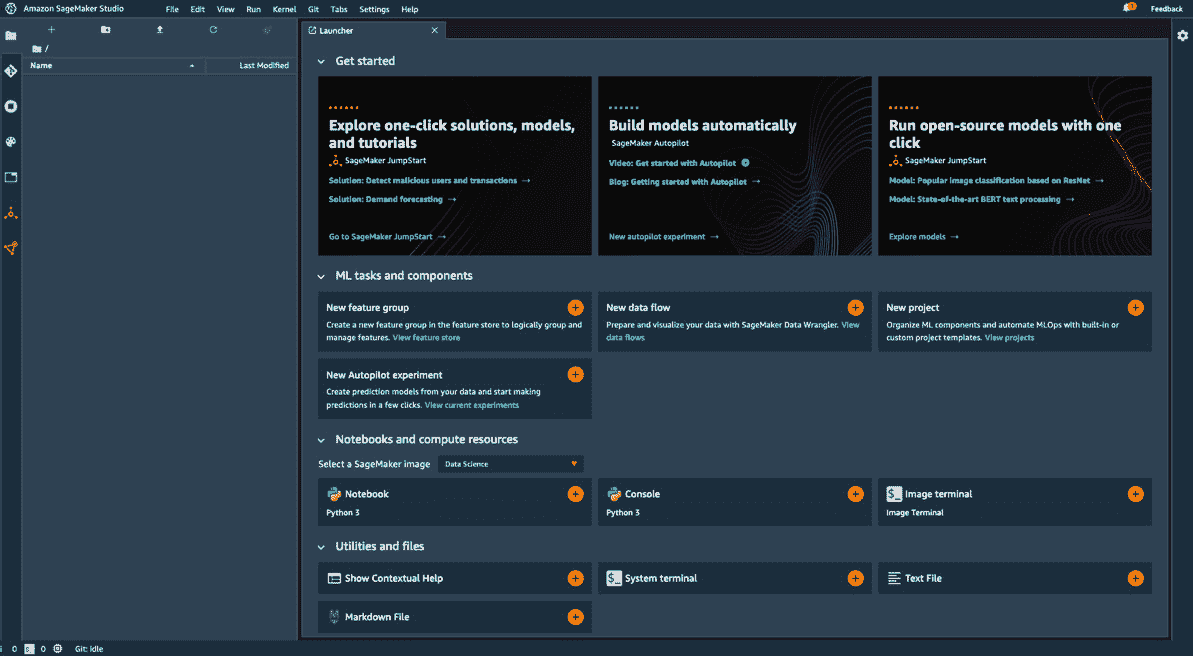 Amazon SageMaker Studio File Edit View Run Kernel Git Tabs Settings Help Feedback
/
Name Last Modified
Launcher
Get started
Explore one-click solutions, models,
and tutorials
SageMaker JumpStart
Solution: Detect malicious users and transactions →
Solution: Demand forecasting →
Go to SageMaker JumpStart →
Build models automatically
SageMaker Autopilot
Video: Get started with Autopilot
Blog: Getting started with Autopilot →
New autopilot experiment →
Run open-source models with one
click
SageMaker JumpStart
Model: Popular image classification based on ResNet →
Model: State-of-the-art BERT text processing →
Explore models →
ML tasks and components
New feature group
Create a new feature group in the feature store to logically group and
manage features. View feature store
New data flow
Prepare and visualize your data with SageMaker Data Wrangler. View
data flows
New project
Organize ML components and automate MLOps with built-in or
custom project templates. View projects
New Autopilot experiment
Create prediction models from your data and start making
predictions in a few clicks. View current experiments
Notebooks and compute resources
Select a SageMaker image Data Science
Notebook
Python 3
Console
Python 3
$_ Image terminal
Image Terminal
Utilities and files
Show Contextual Help
$_ System terminal
Text File
Markdown File
0 $_ 0 Git: idle